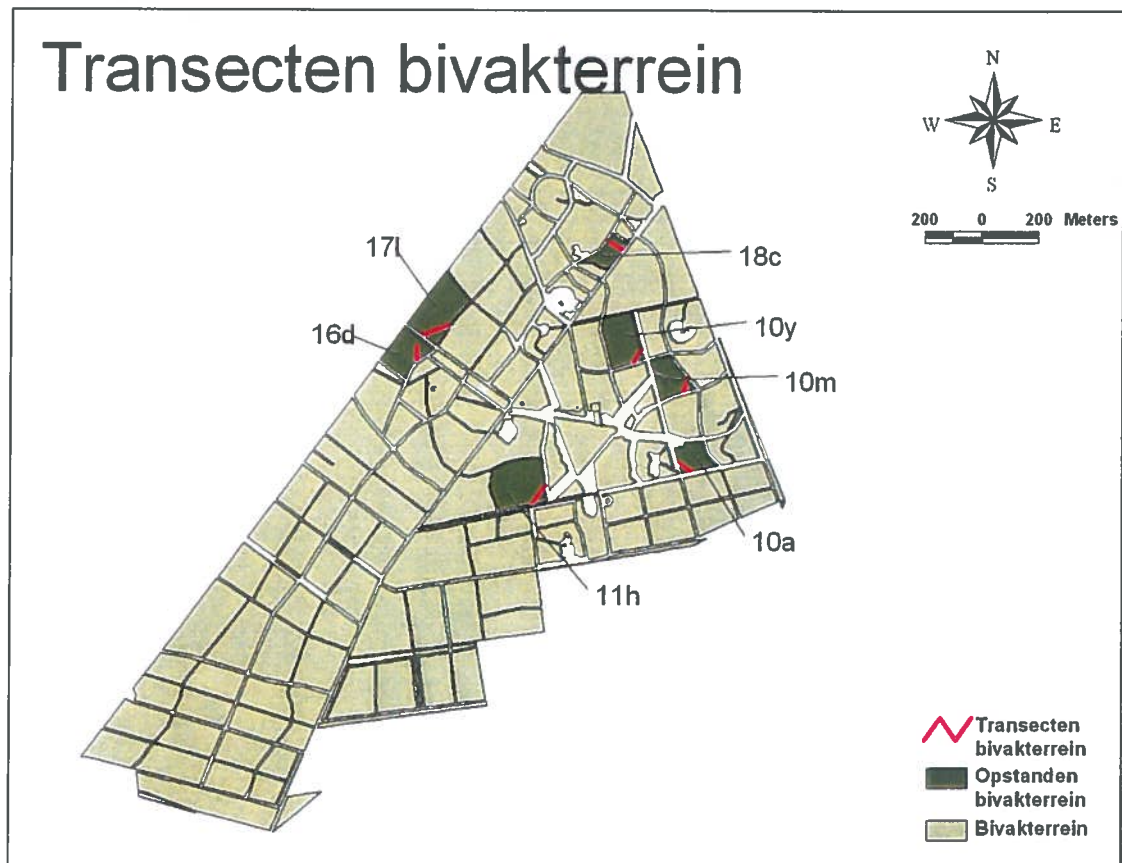 Transecten bivakterrein
N
W E
S
200 0 200 Meters
17l
18c
16d
10y
10m
10a
11h
Transecten
bivakterrein
Opstanden
bivakterrein
Bivakterrein